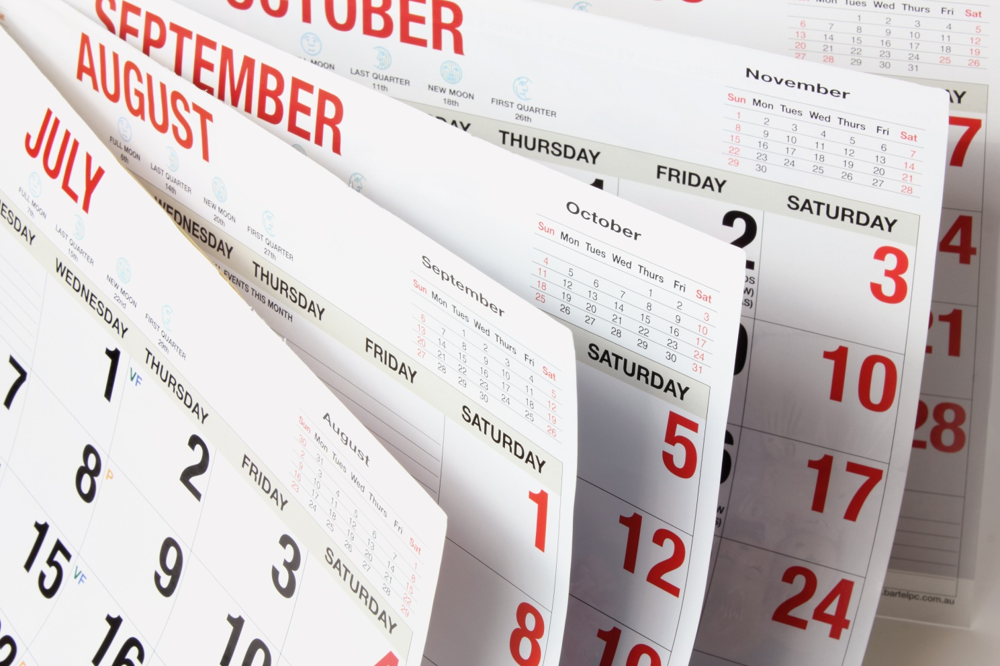 JULY
FULL MOON
7th
LAST QUARTER
15th
NEW MOON
22nd
FIRST QUARTER
29th
WEDNESDAY
THURSDAY
FRIDAY
SATURDAY
August
Sun Mon Tues Wed Thurs Fri Sat
30 31 1
2 3 4 5 6 7 8
9 10 11 12 13 14 15
16 17 18 19 20 21 22
23 24 25 26 27 28 29
7 1 VF 2 3
8 P 9
15 VF 16
AUGUST
FULL MOON
6th
LAST QUARTER
14th
NEW MOON
20th
FIRST QUARTER
27th
WEDNESDAY
THURSDAY
FRIDAY
SATURDAY
EVENTS THIS MONTH
September
Sun Mon Tues Wed Thurs Fri Sat
1 2 3 4 5
6 7 8 9 10 11 12
13 14 15 16 17 18 19
20 21 22 23 24 25 26
27 28 29 30
1
8
SEPTEMBER
October
Sun Mon Tues Wed Thurs Fri Sat
1 2 3
4 5 6 7 8 9 10
11 12 13 14 15 16 17
18 19 20 21 22 23 24
25 26 27 28 29 30 31
SATURDAY
5
12
OCTOBER
MOON
LAST QUARTER
11th
NEW MOON
18th
FIRST QUARTER
26th
THURSDAY
FRIDAY
SATURDAY
November
Sun Mon Tues Wed Thurs Fri Sat
1 2 3 4 5 6 7
8 9 10 11 12 13 14
15 16 17 18 19 20 21
22 23 24 25 26 27 28
29 30
2
3
10
17
24
Mon Tues Wed Thurs Fri Sat
1 2 3 4 5
6 7 8 9 10 11 12
13 14 15 16 17 18 19
20 21 22 23 24 25 26
27 28 29 30 31
7
4
21
28
.bartelpc.com.au